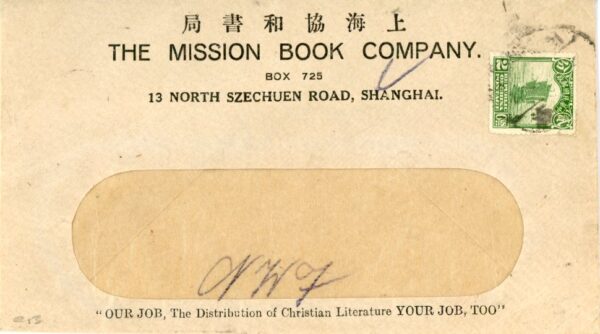 上海協和書局
THE MISSION BOOK COMPANY.
BOX 725
13 NORTH SZECHUEN ROAD, SHANGHAI.
2
"OUR JOB, The Distribution of Christian Literature YOUR JOB, TOO"